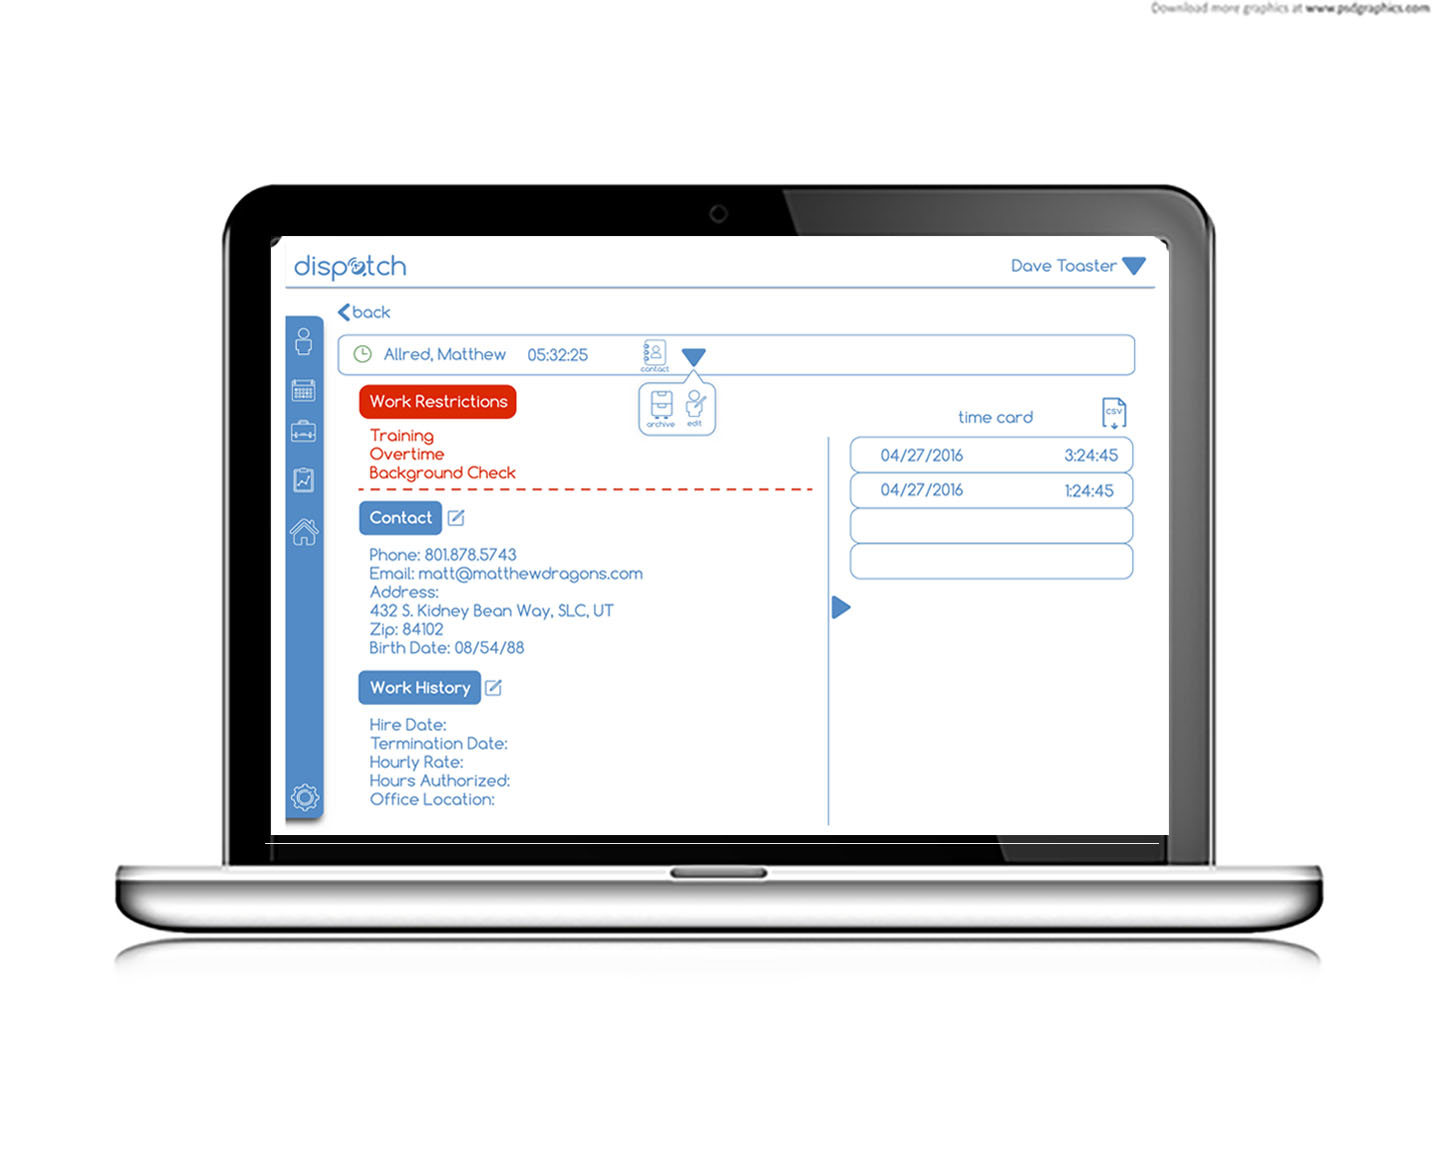 Download more graphics at www.psdgraphics.com
dispatch
Dave Toaster
back
Allred, Matthew 05:32:25
contact
archive edit
Work Restrictions
Training
Overtime
Background Check
Contact
Phone: 801.878.5743
Email: matt@matthewdragons.com
Address:
432 S. Kidney Bean Way, SLC, UT
Zip: 84102
Birth Date: 08/54/88
Work History
Hire Date:
Termination Date:
Hourly Rate:
Hours Authorized:
Office Location:
time card
CSV
04/27/2016 3:24:45
04/27/2016 1:24:45